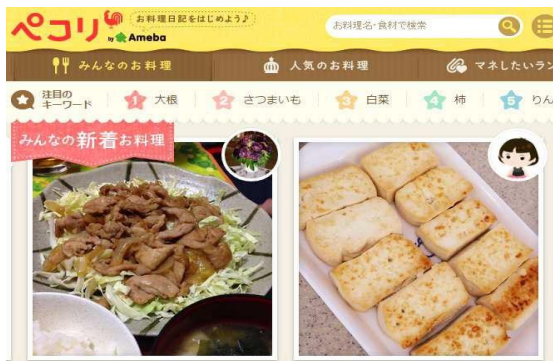 ペコリ
by Ameba
お料理日記をはじめよう♪
お料理名・食材で検索
みんなのお料理
人気のお料理
マネしたいラン
注目の
キーワード
1 大根
2 さつまいも
3 白菜
4 柿
5 りん
みんなの新着お料理